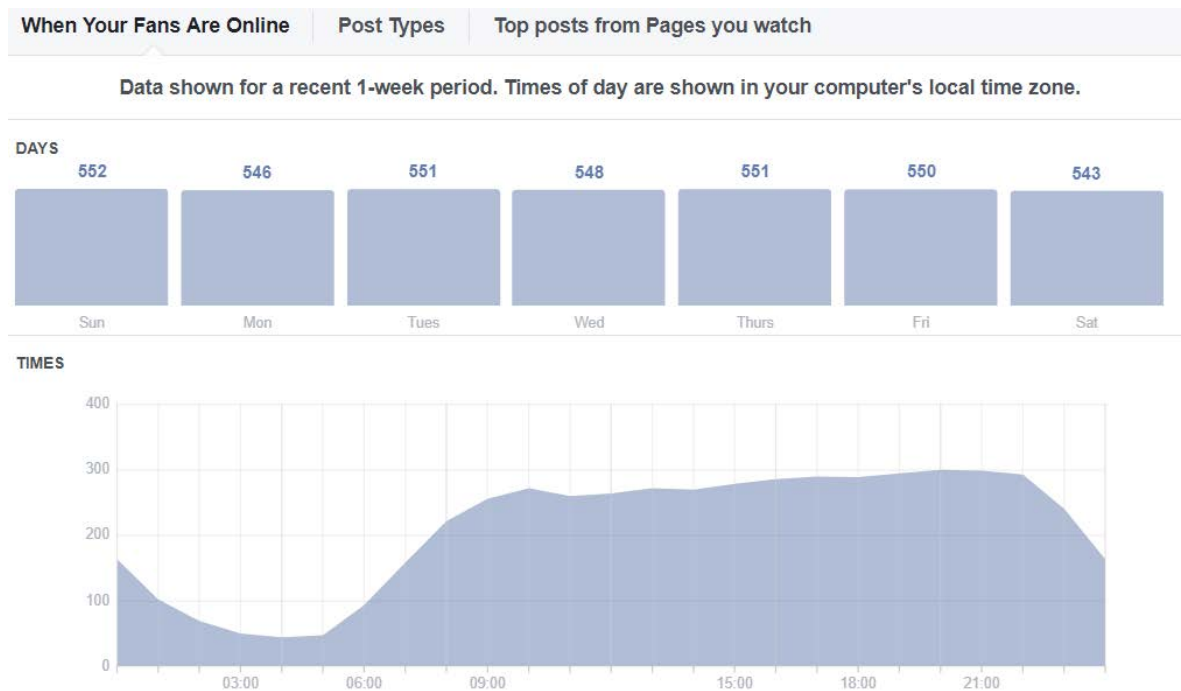 When Your Fans Are Online Post Types Top posts from Pages you watch
Data shown for a recent 1-week period. Times of day are shown in your computer's local time zone.
DAYS
552 546 551 548 551 550 543
Sun Mon Tues Wed Thurs Fri Sat
TIMES
400
300
200
100
0
03:00 06:00 09:00 15:00 18:00 21:00